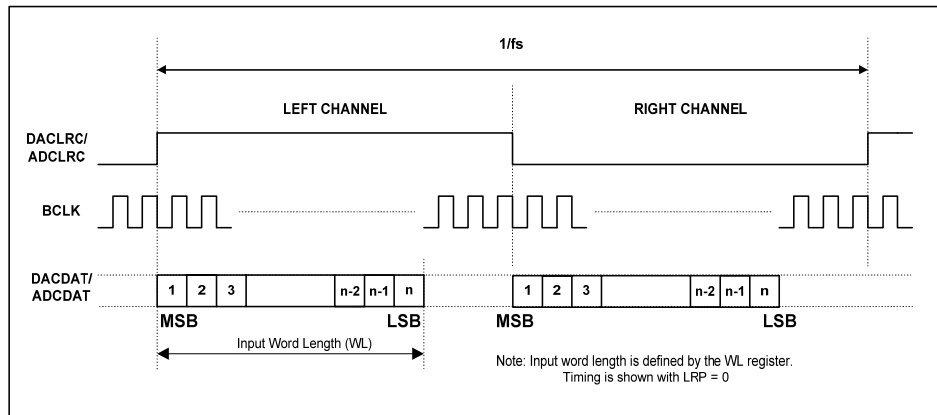 1/fs
LEFT CHANNEL
RIGHT CHANNEL
DACLRC/
ADCLRC
BCLK
DACDAT/
ADCDAT
1 2 3 n-2 n-1 n 1 2 3 n-2 n-1 n
MSB LSB MSB LSB
Input Word Length (WL)
Note: Input word length is defined by the WL register.
Timing is shown with LRP = 0